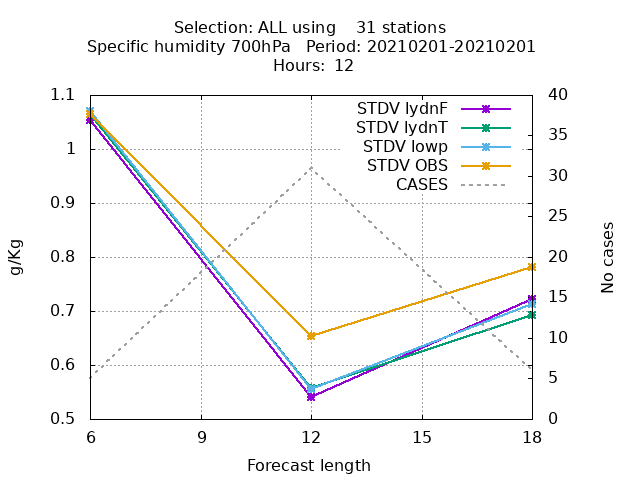 Selection: ALL using    31 stations
Specific humidity 700hPa   Period: 20210201-20210201
Hours: 12
1.1
1
0.9
0.8
0.7
0.6
0.5
g/Kg
STDV lydnF
STDV lydnT
STDV lowp
STDV OBS
CASES
40
35
30
25
20
15
10
5
0
No cases
6 9 12 15 18
Forecast length